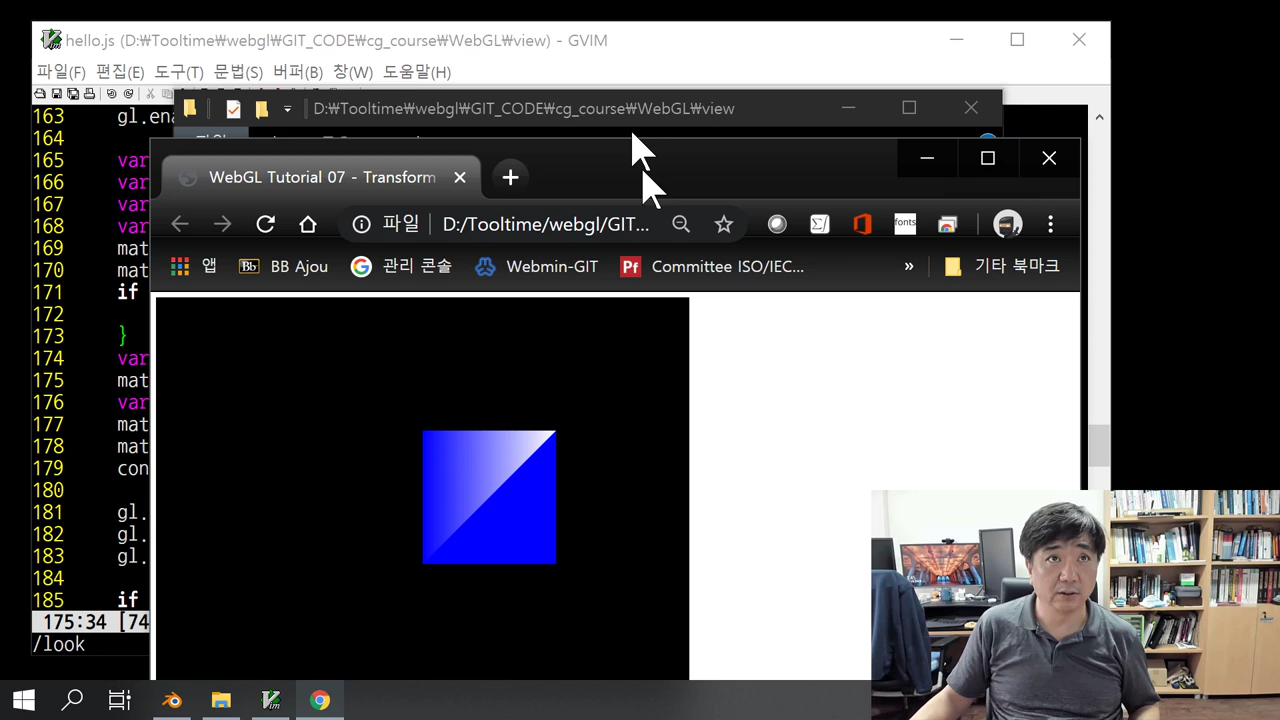 hello.js (D:₩Tooltime₩webgl₩GIT_CODE₩cg_course₩WebGL₩view) - GVIM
파일(F) 편집(E) 도구(T) 문법(S) 버퍼(B) 창(W) 도움말(H)
D:₩Tooltime₩webgl₩GIT_CODE₩cg_course₩WebGL₩view
WebGL Tutorial 07 - Transform
파일 D:/Tooltime/webgl/GIT...
fonts
앱 Bb BB Ajou 관리 콘솔 Webmin-GIT Pf Committee ISO/IEC... » 기타 북마크
163 gl.ena
164
165 var
166 var
167 var
168 var
169 mat
170 mat
171 if
172
173 }
174 var
175 mat
176 var
177 mat
178 mat
179 con
180
181 gl.
182 gl.
183 gl.
184
185 if
175:34 [74
/look